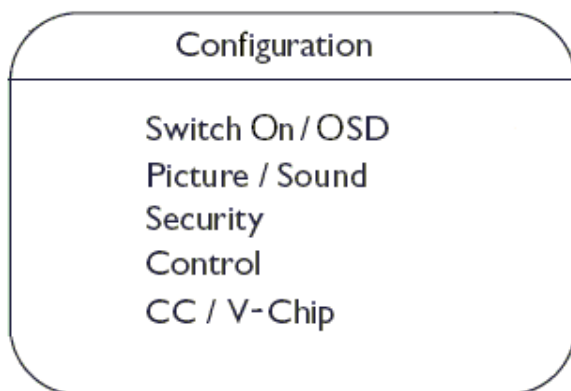 Configuration
Switch On / OSD
Picture / Sound
Security
Control
CC / V-Chip